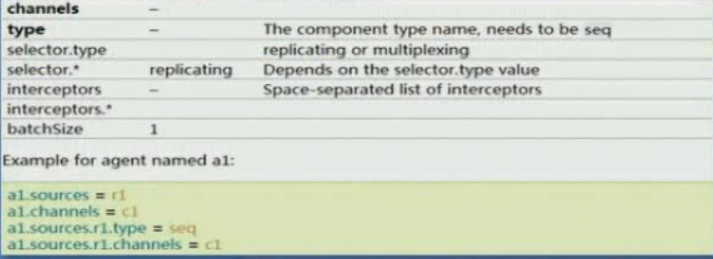 channels –
type – The component type name, needs to be seq
selector.type replicating or multiplexing
selector.* replicating Depends on the selector.type value
interceptors – Space-separated list of interceptors
interceptors.*
batchSize 1
Example for agent named a1:
a1.sources = r1
a1.channels = c1
a1.sources.r1.type = seq
a1.sources.r1.channels = c1